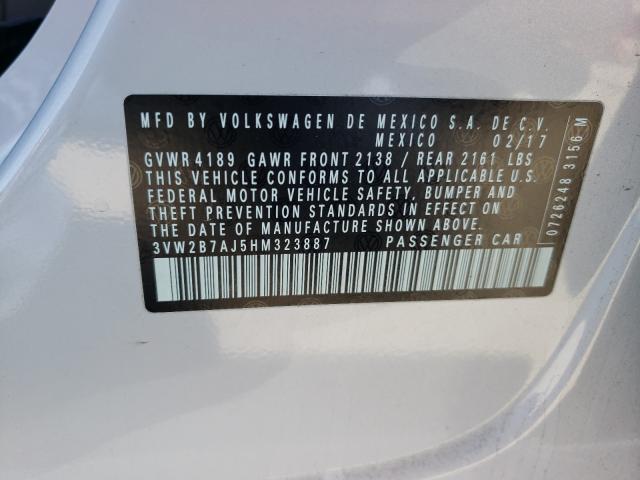 MFD BY VOLKSWAGEN DE MEXICO S.A. DE C.V.
MEXICO 02/17
GVWR 4189 GAWR FRONT 2138 / REAR 2161 LBS
THIS VEHICLE CONFORMS TO ALL APPLICABLE U.S.
FEDERAL MOTOR VEHICLE SAFETY, BUMPER AND
THEFT PREVENTION STANDARDS IN EFFECT ON
THE DATE OF MANUFACTURE SHOWN ABOVE.
3VW2B7AJ5HM323887 PASSENGER CAR
0726248 3156 M